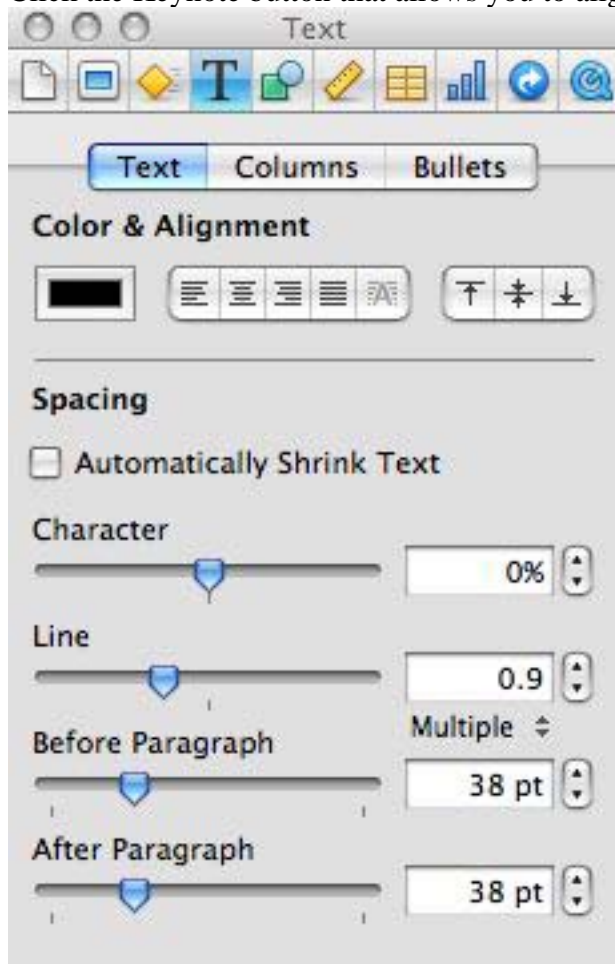 Text
T
Text Columns Bullets
Color & Alignment
A
Spacing
Automatically Shrink Text
Character
0%
Line
0.9
Multiple
Before Paragraph
38 pt
After Paragraph
38 pt